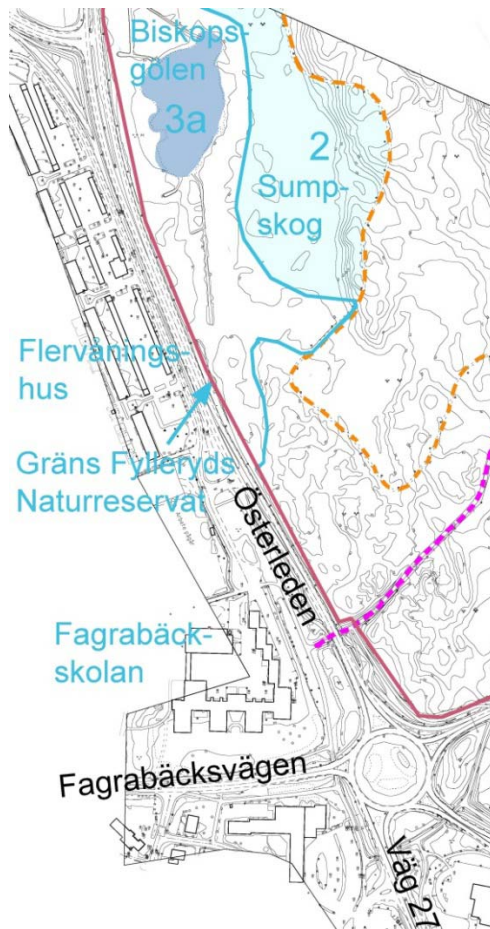 Biskops-
gölen
3a
2
Sump-
skog
Flervånings-
hus
Gräns Fylleryds
Naturreservat
Österleden
Fagrabäck-
skolan
Fagrabäcksvägen
Väg 27